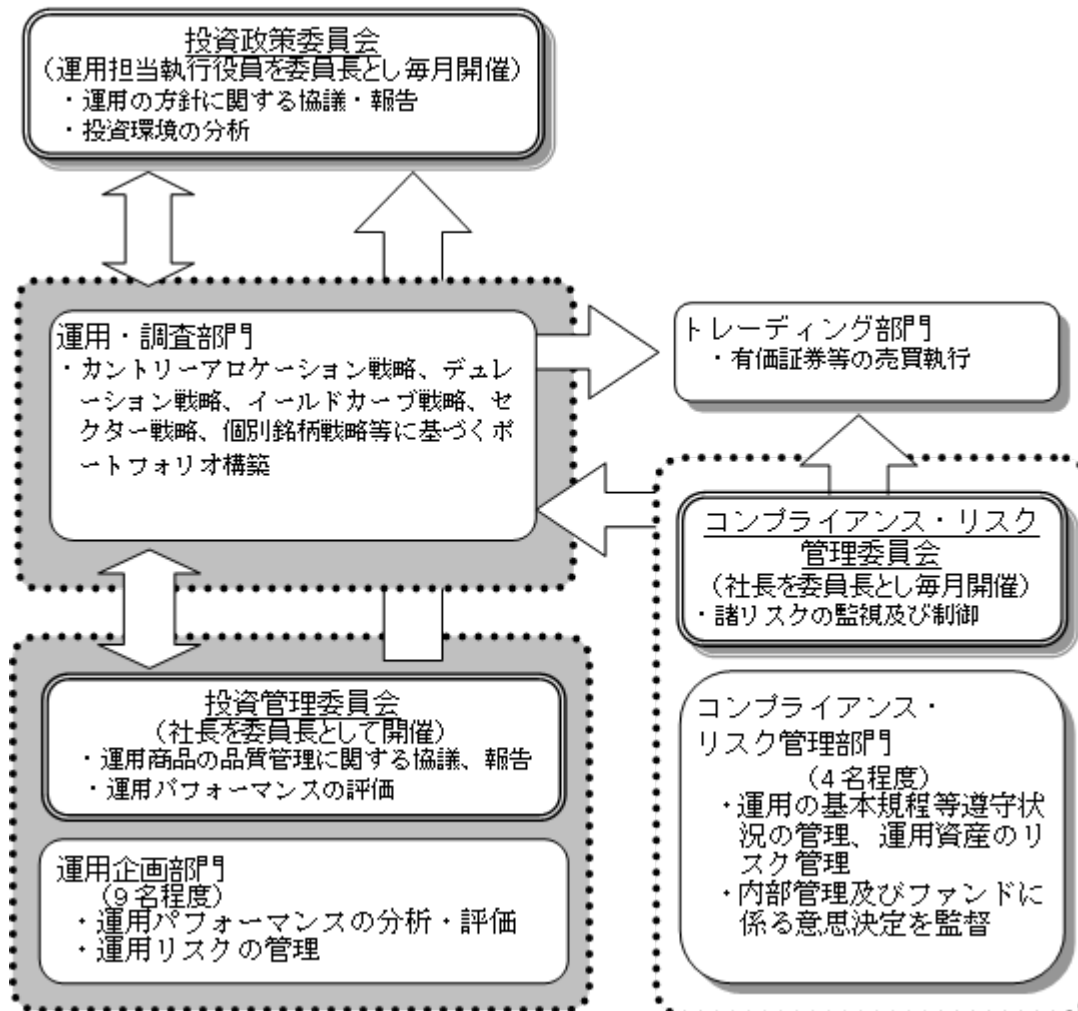 投資政策委員会
(運用担当執行役員を委員長とし毎月開催)
・運用の方針に関する協議・報告
・投資環境の分析
運用・調査部門
・カントリーアロケーション戦略、デュレ
ーション戦略、イールドカーブ戦略、セ
クター戦略、個別銘柄戦略等に基づくポ
ートフォリオ構築
トレーディング部門
・有価証券等の売買執行
コンプライアンス・リスク
管理委員会
(社長を委員長とし毎月開催)
・諸リスクの監視及び制御
投資管理委員会
(社長を委員長として開催)
・運用商品の品質管理に関する協議、報告
・運用パフォーマンスの評価
運用企画部門
(9名程度)
・運用パフォーマンスの分析・評価
・運用リスクの管理
コンプライアンス・
リスク管理部門
(4名程度)
・運用の基本規程等遵守状
況の管理、運用資産のリ
スク管理
・内部管理及びファンドに
係る意思決定を監督